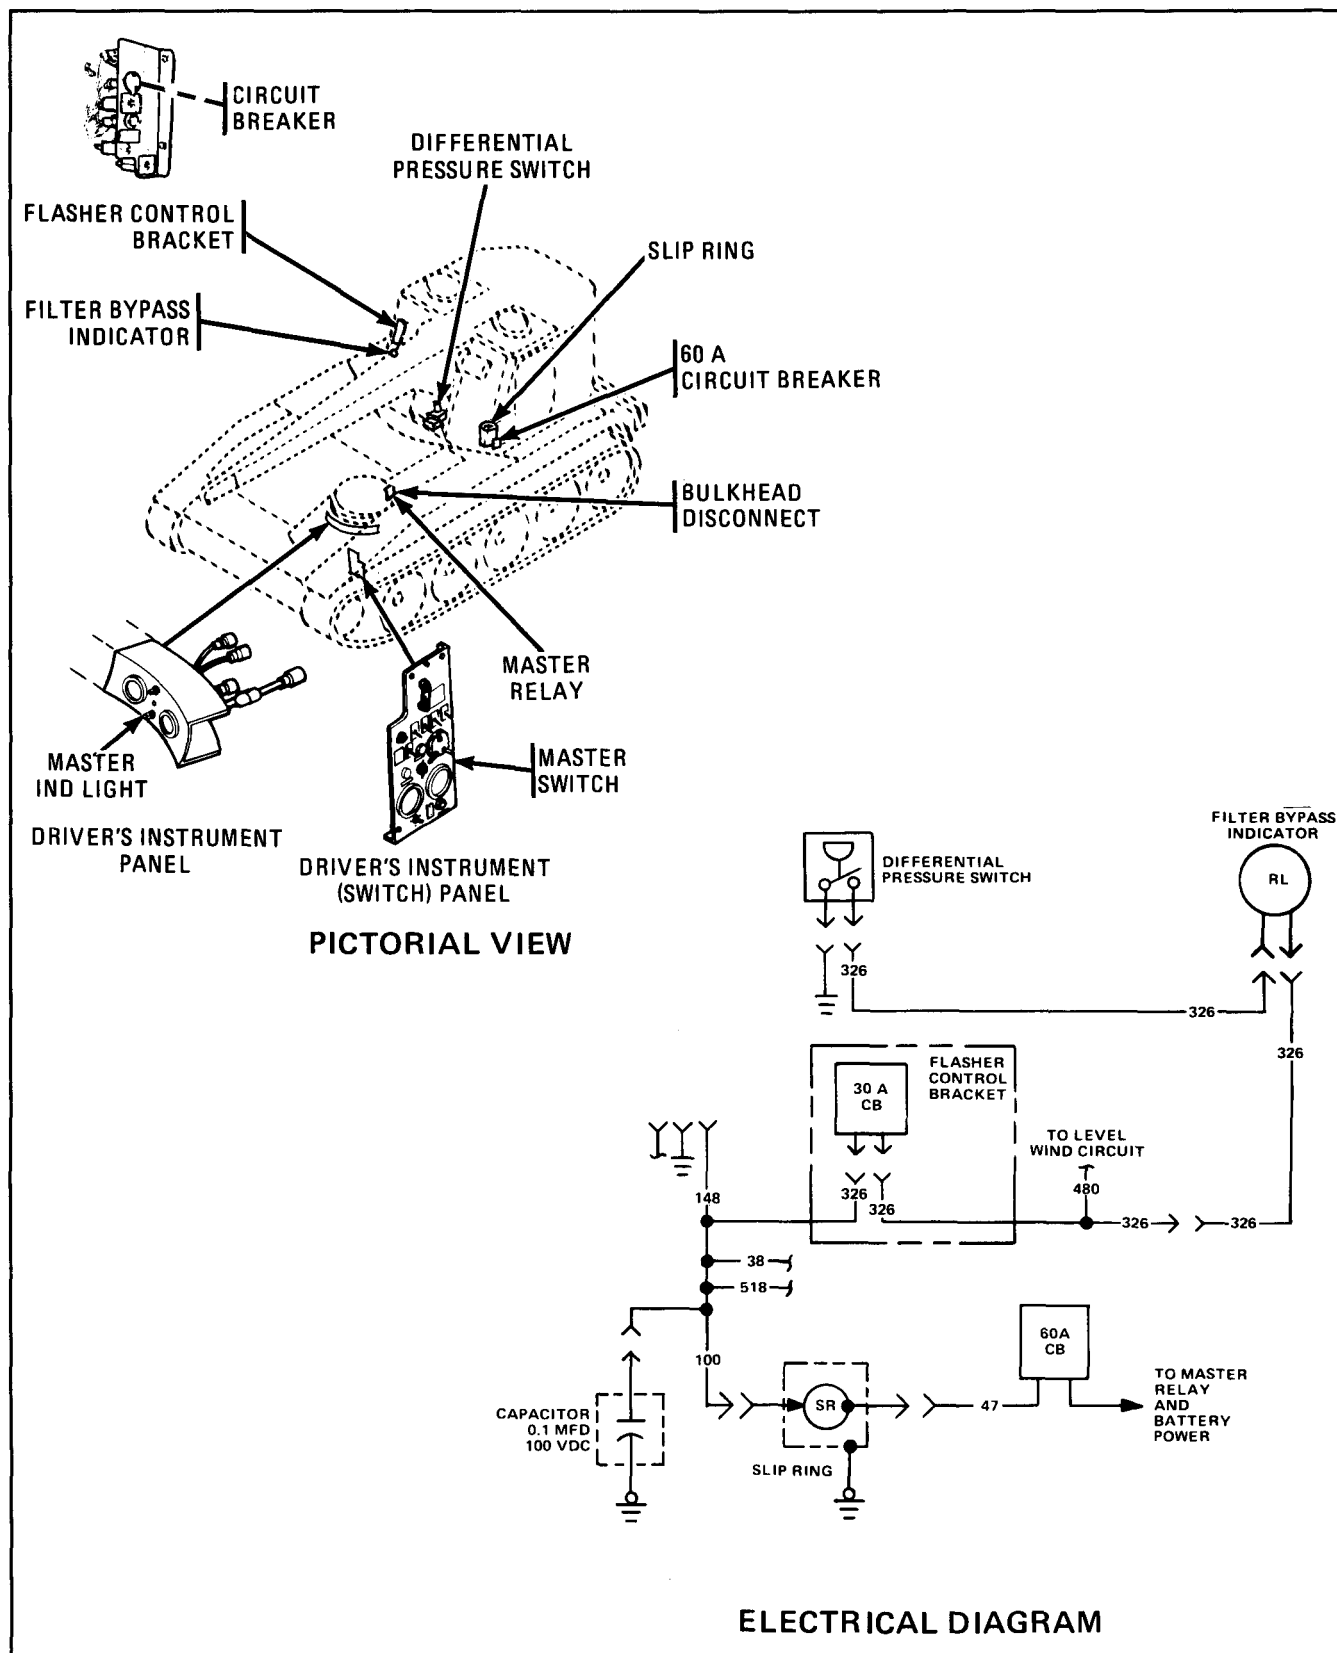 CIRCUIT
BREAKER
DIFFERENTIAL
PRESSURE SWITCH
FLASHER CONTROL
BRACKET
SLIP RING
FILTER BYPASS
INDICATOR
60 A
CIRCUIT BREAKER
BULKHEAD
DISCONNECT
MASTER
RELAY
MASTER
IND LIGHT
MASTER
SWITCH
DRIVER'S INSTRUMENT
PANEL
DRIVER'S INSTRUMENT
(SWITCH) PANEL
PICTORIAL VIEW
FILTER BYPASS
INDICATOR
RL
DIFFERENTIAL
PRESSURE SWITCH
326
326
326
FLASHER
CONTROL
BRACKET
30 A
CB
TO LEVEL
WIND CIRCUIT
480
148
326
326
326
326
38
518
60A
CB
100
TO MASTER
RELAY
AND
BATTERY
POWER
SR
47
CAPACITOR
0.1 MFD
100 VDC
SLIP RING
ELECTRICAL DIAGRAM